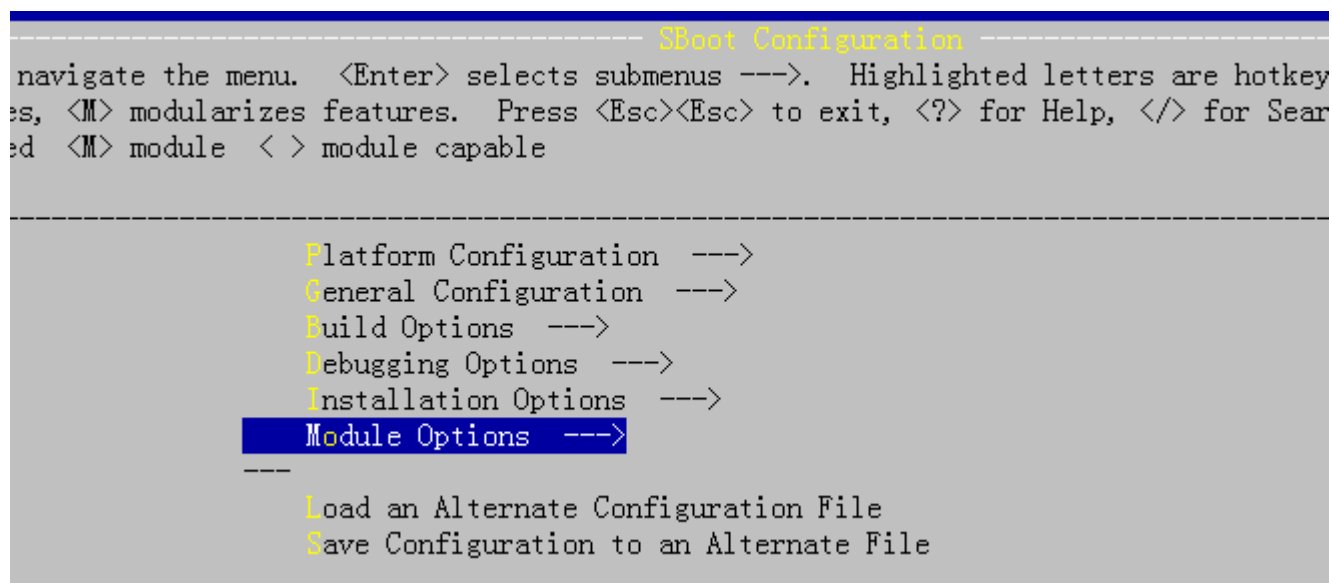 SBoot Configuration
navigate the menu. <Enter> selects submenus --->. Highlighted letters are hotkey
es, <M> modularizes features. Press <Esc><Esc> to exit, <?> for Help, </> for Sear
ed <M> module < > module capable
Platform Configuration --->
General Configuration --->
Build Options --->
Debugging Options --->
Installation Options --->
Module Options --->
---
Load an Alternate Configuration File
Save Configuration to an Alternate File